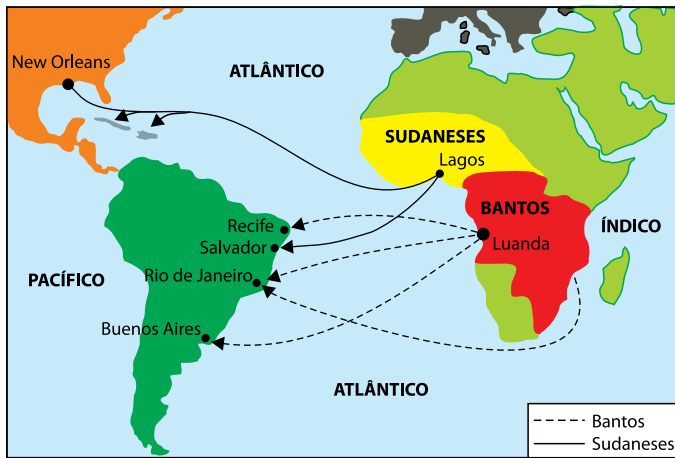 New Orleans
ATLÂNTICO
SUDANESES
Lagos
BANTOS
Recife
ÍNDICO
Salvador
Luanda
PACÍFICO
Rio de Janeiro
Buenos Aires
ATLÂNTICO
Bantos
Sudaneses